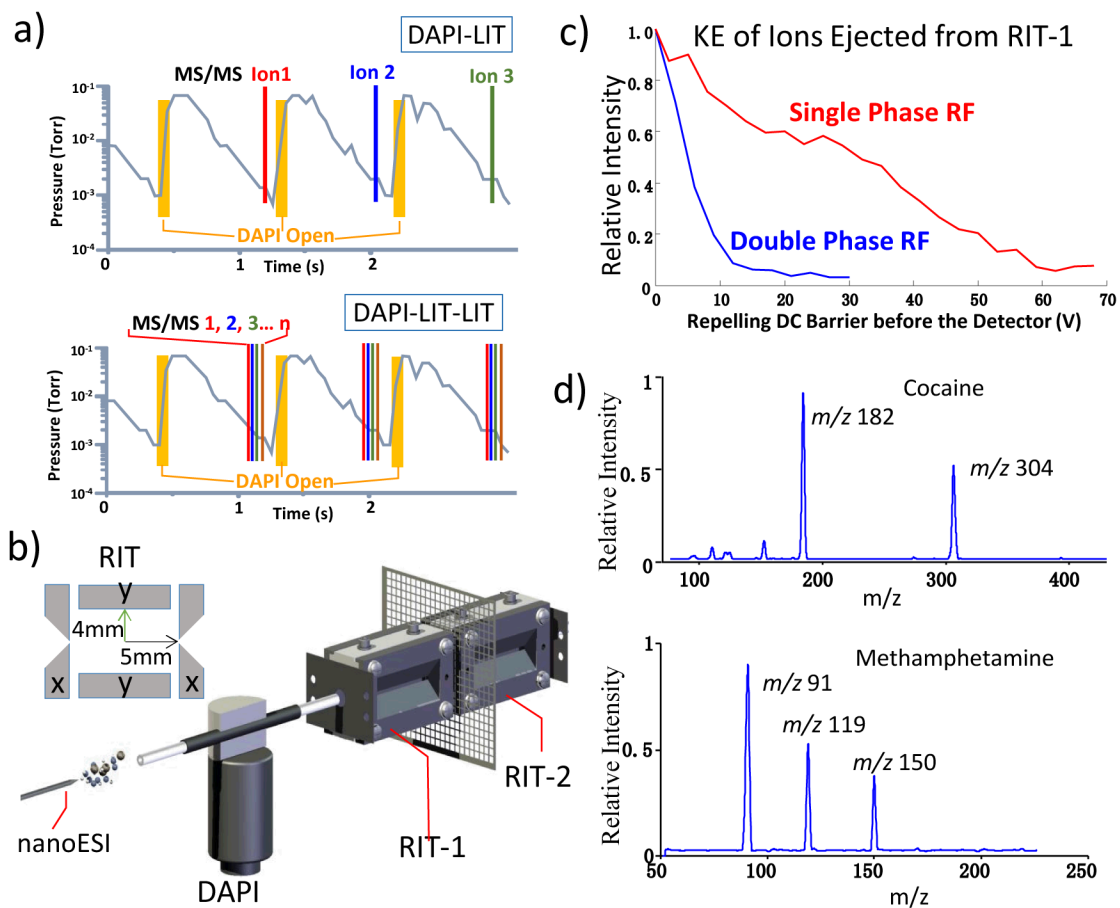 a)
DAPI-LIT
MS/MS Ion1 Ion 2 Ion 3
Pressure (Torr)
10-1
10-2
10-3
10-4
DAPI Open
0 1 2
Time (s)
DAPI-LIT-LIT
MS/MS 1, 2, 3... n
Pressure (Torr)
10-1
10-2
10-3
10-4
DAPI Open
0 1 2
Time (s)
b)
RIT
y
4mm
5mm
x y x
nanoESI
DAPI
RIT-1
RIT-2
c)
KE of Ions Ejected from RIT-1
Relative Intensity
1.0
0.8
0.6
0.4
0.2
0
Single Phase RF
Double Phase RF
0 10 20 30 40 50 60 70
Repelling DC Barrier before the Detector (V)
d)
Cocaine
Relative Intensity
1
0.5
0
m/z 182
m/z 304
100 200 300 400
m/z
Methamphetamine
Relative Intensity
1
0.5
0
m/z 91
m/z 119
m/z 150
50 100 150 200 250
m/z